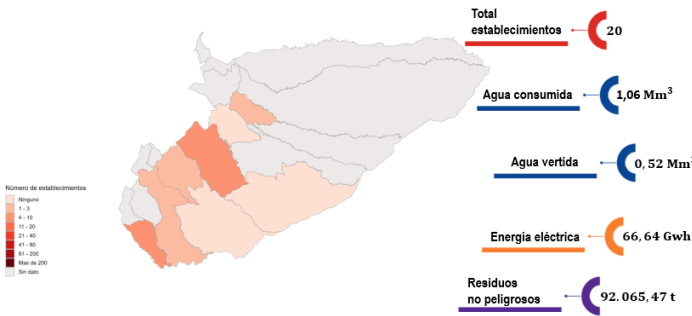 Total
establecimientos
20
Agua consumida
1,06 Mm³
Agua vertida
0,52 Mm³
Número de establecimientos
Ninguno
1 - 3
4 - 10
11 - 20
21 - 40
41 - 80
81 - 200
Mas de 200
Sin dato
Energía eléctrica
66,64 Gwh
Residuos
no peligrosos
92.065,47 t